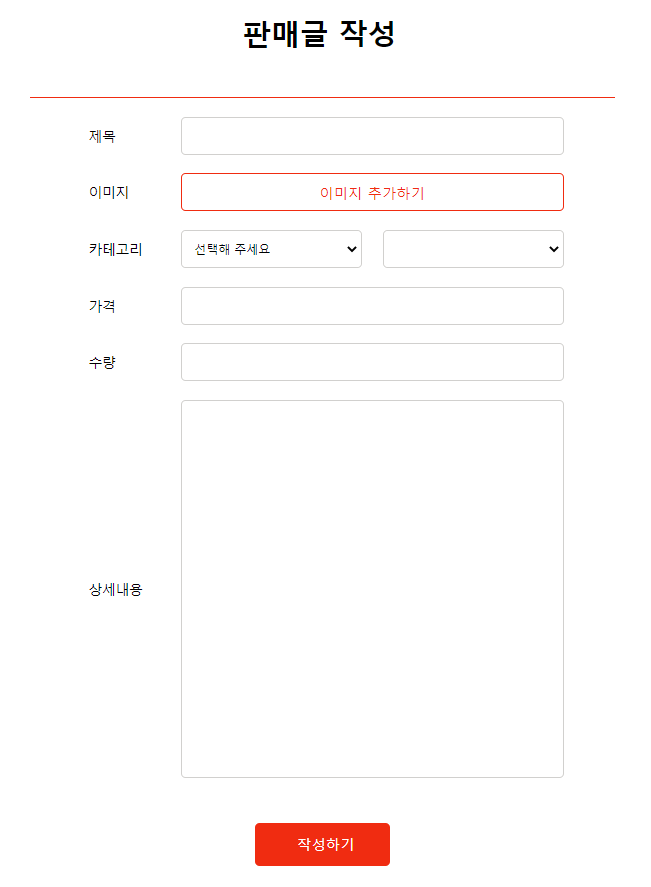 판매글 작성
제목
이미지 이미지 추가하기
카테고리 선택해 주세요
가격
수량
상세내용
작성하기